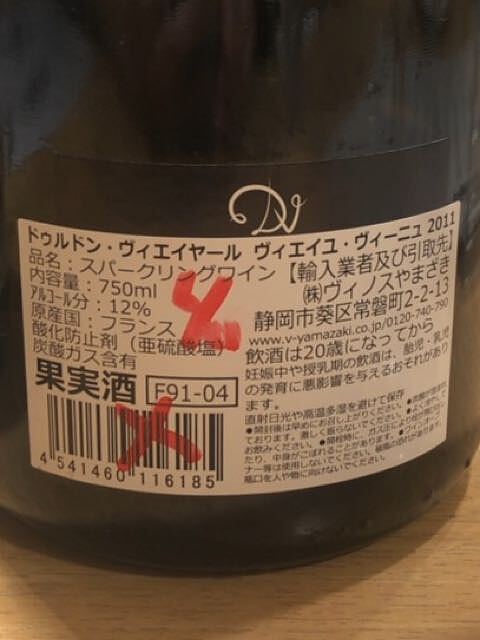 DV
ドゥルドン・ヴィエイヤール ヴィエイユ・ヴィーニュ 2011
品名：スパークリングワイン 【輸入業者及び引取先】
内容量：750ml ㈱ヴィノスやまざき
アルコール分：12% 静岡市葵区常磐町2-2-13
原産国：フランス www.v-yamazaki.co.jp/0120-740-790
酸化防止剤（亜硫酸塩） 飲酒は20歳になってから
炭酸ガス含有 妊娠中や授乳期の飲酒は、胎児・乳児
の発育に悪影響を与えるおそれがあり
ます。
果実酒 F91-04
直射日光や高温多湿を避けて保存
4 541460 116185